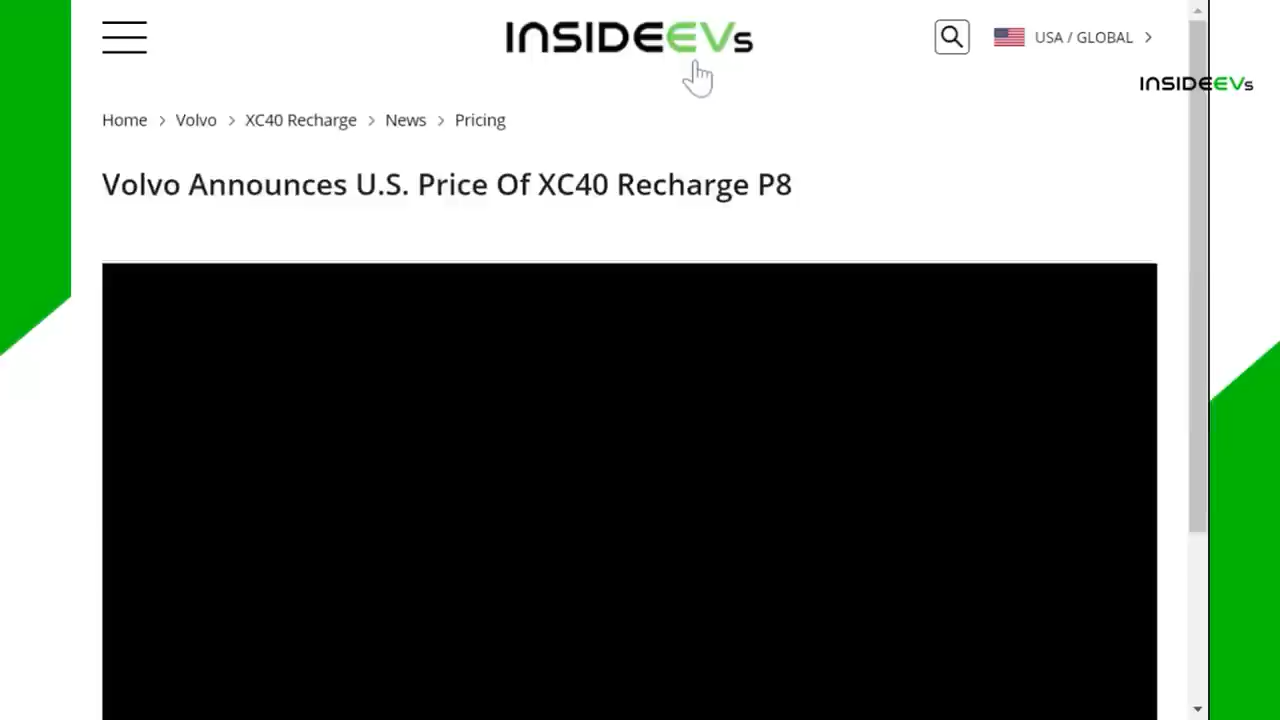 INSIDEEVs
USA / GLOBAL
INSIDEEVs
Home > Volvo > XC40 Recharge > News > Pricing
Volvo Announces U.S. Price Of XC40 Recharge P8